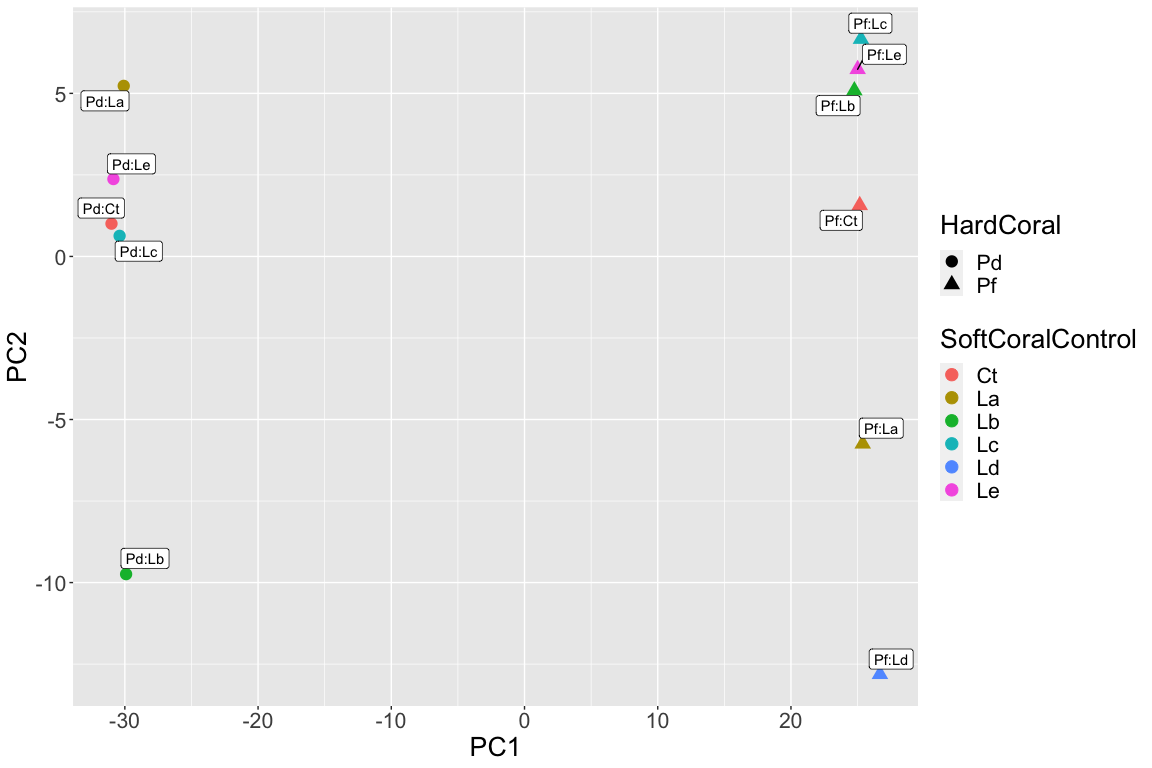 Pf:Lc
Pf:Le
Pd:La
Pf:Lb
Pd:Le
Pd:Ct
Pf:Ct
Pd:Lc
Pf:La
Pd:Lb
Pf:Ld
5
0
-5
-10
PC2
-30
-20
-10
0
10
20
PC1
HardCoral
Pd
Pf
SoftCoralControl
Ct
La
Lb
Lc
Ld
Le